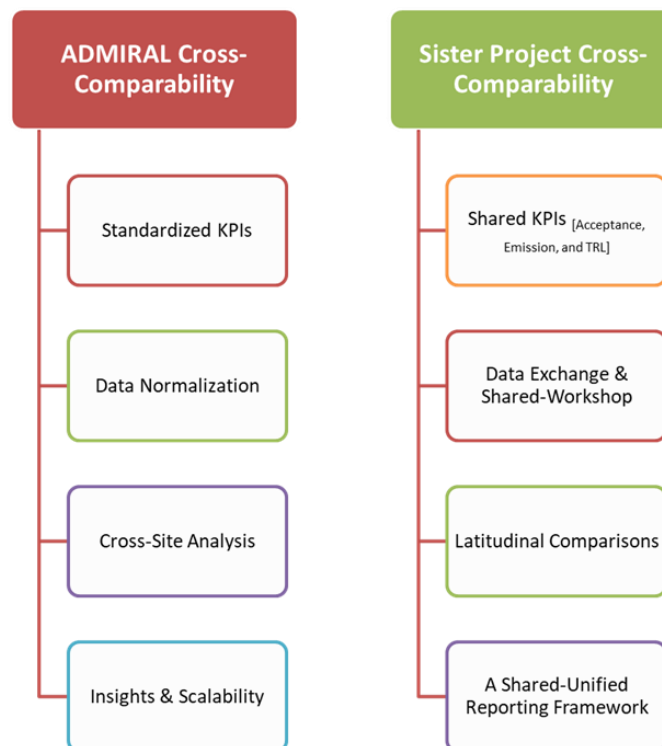 ADMIRAL Cross-
Comparability
Standardized KPIs
Data Normalization
Cross-Site Analysis
Insights & Scalability
Sister Project Cross-
Comparability
Shared KPIs [Acceptance,
Emission, and TRL]
Data Exchange &
Shared-Workshop
Latitudinal Comparisons
A Shared-Unified
Reporting Framework